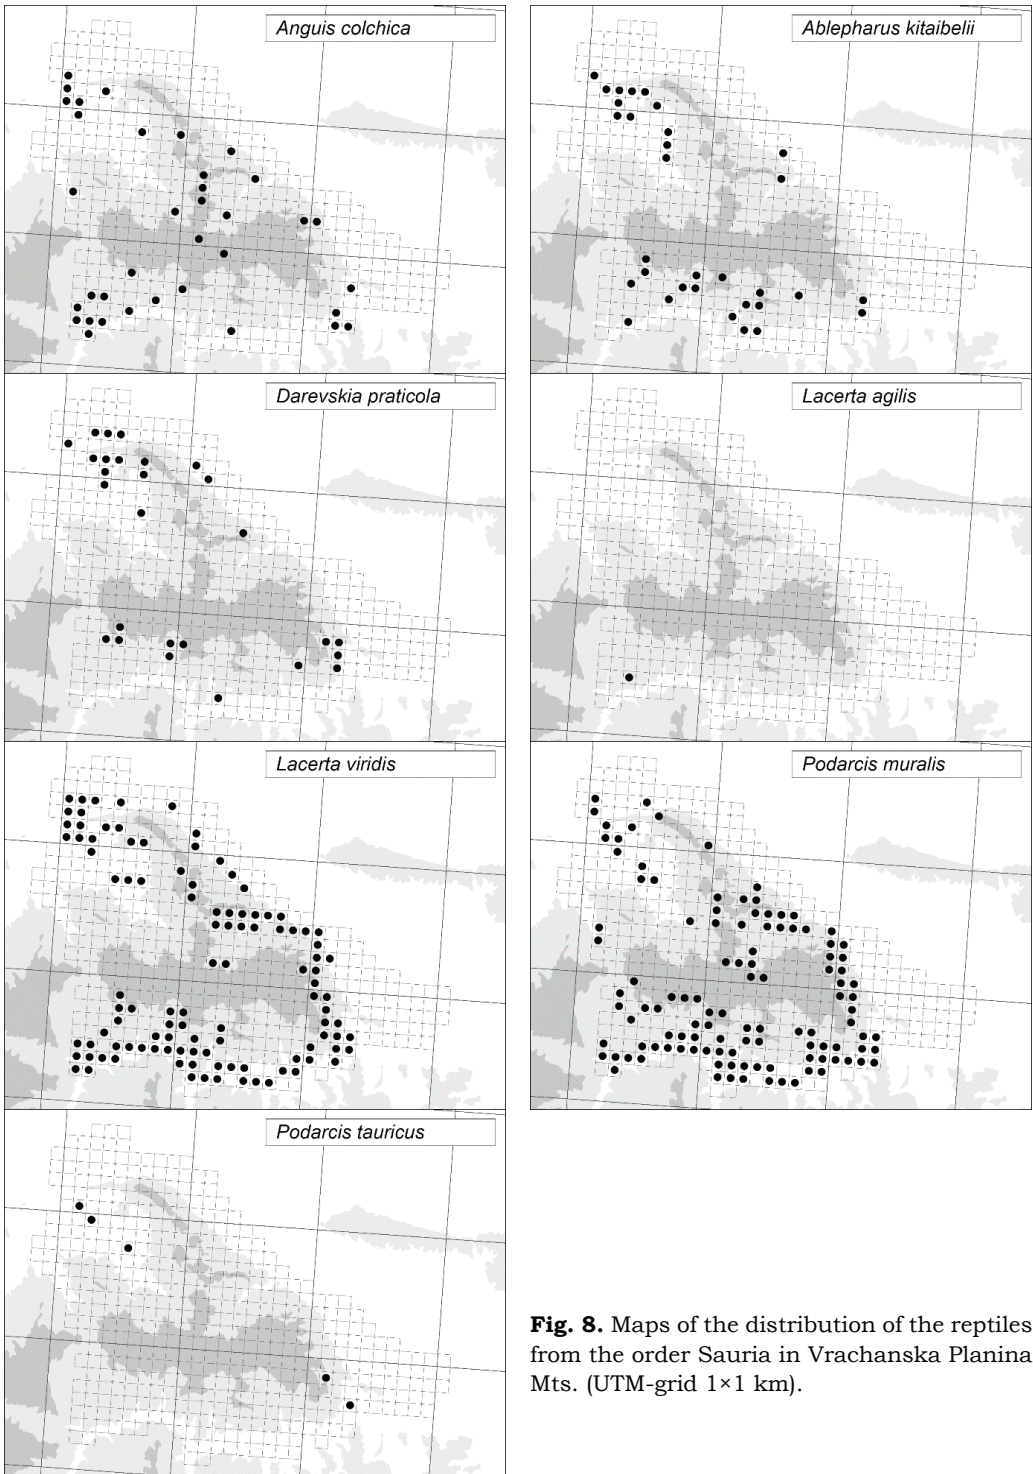 Anguis colchica
Ablepharus kitaibelii
Darevskia praticola
Lacerta agilis
Lacerta viridis
Podarcis muralis
Podarcis tauricus
Fig. 8. Maps of the distribution of the reptiles
from the order Sauria in Vrachanska Planina
Mts. (UTM-grid 1×1 km).